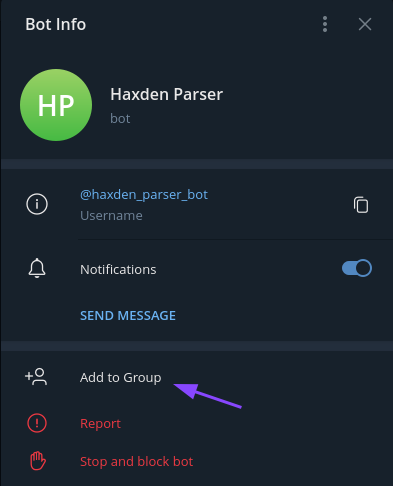 Bot Info
HP
Haxden Parser
bot
@haxden_parser_bot
Username
Notifications
SEND MESSAGE
Add to Group
Report
Stop and block bot